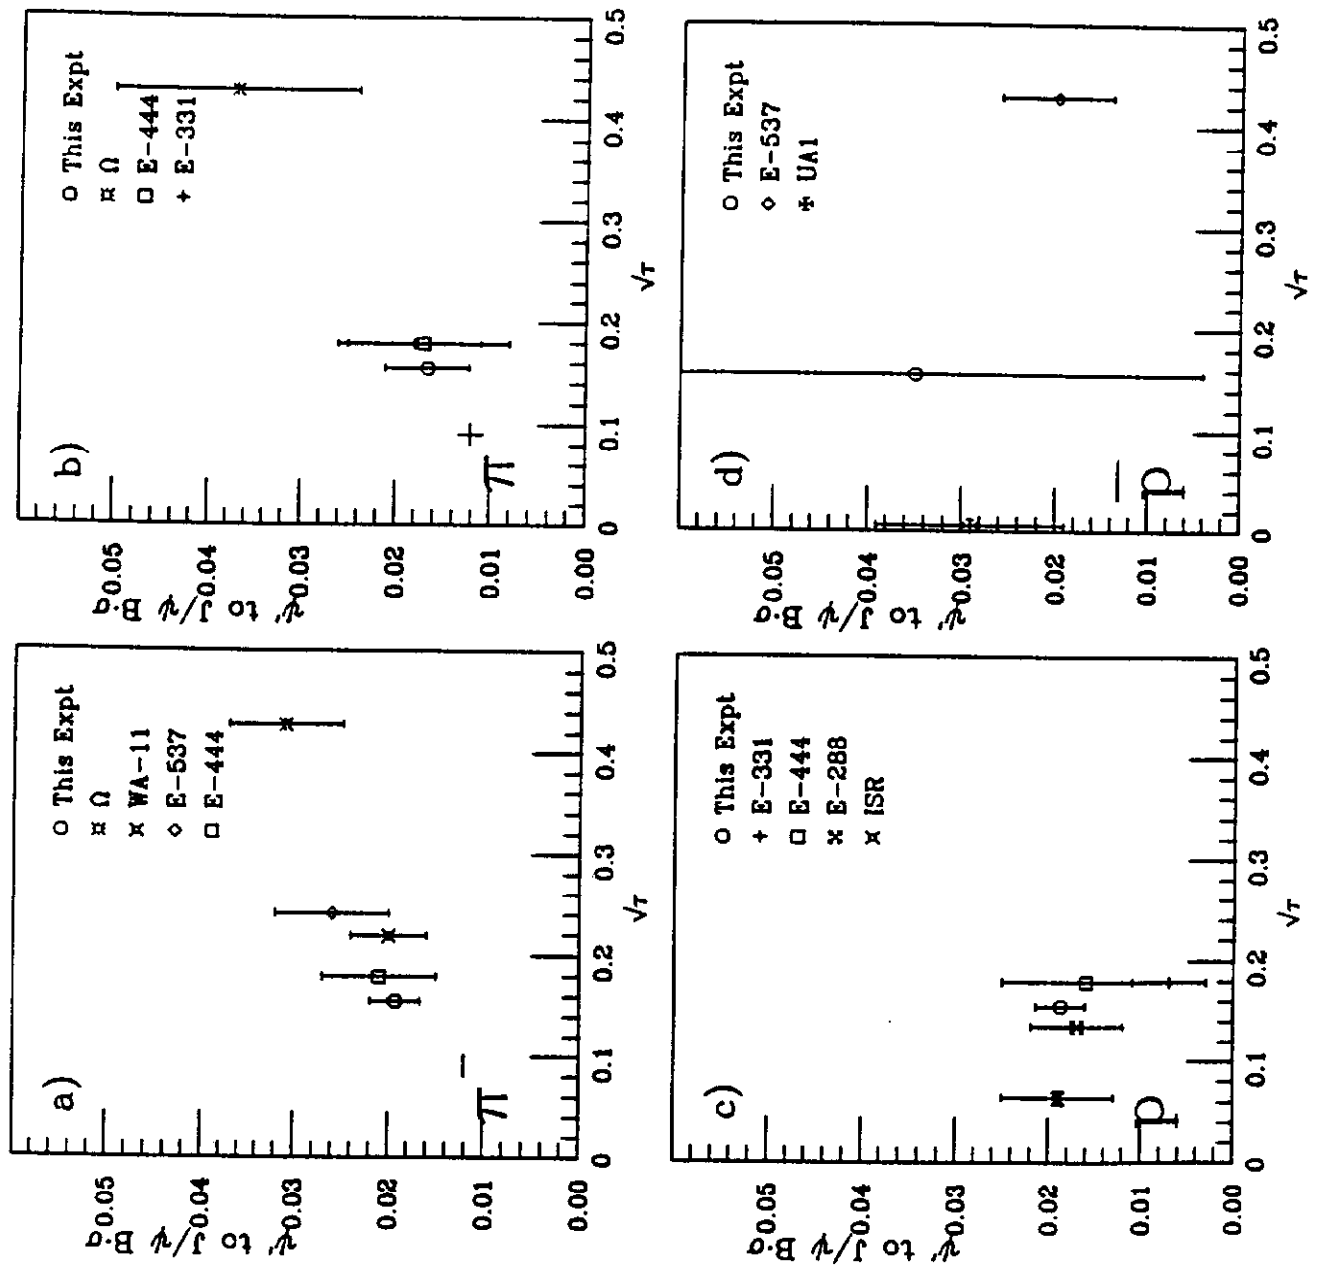 a)
○ This Expt
¤ Ω
× WA-11
◇ E-537
□ E-444
π⁻
ψ' to J/ψ B·σ
0.05
0.04
0.03
0.02
0.01
0.00
0 0.1 0.2 0.3 0.4 0.5
√τ
b)
○ This Expt
¤ Ω
□ E-444
+ E-331
π⁺
ψ' to J/ψ B·σ
0.05
0.04
0.03
0.02
0.01
0.00
0 0.1 0.2 0.3 0.4 0.5
√τ
c)
○ This Expt
+ E-331
□ E-444
ж E-288
¤ ISR
p
ψ' to J/ψ B·σ
0.05
0.04
0.03
0.02
0.01
0.00
0 0.1 0.2 0.3 0.4 0.5
√τ
d)
○ This Expt
◇ E-537
✙ UA1
p̄
ψ' to J/ψ B·σ
0.05
0.04
0.03
0.02
0.01
0.00
0 0.1 0.2 0.3 0.4 0.5
√τ